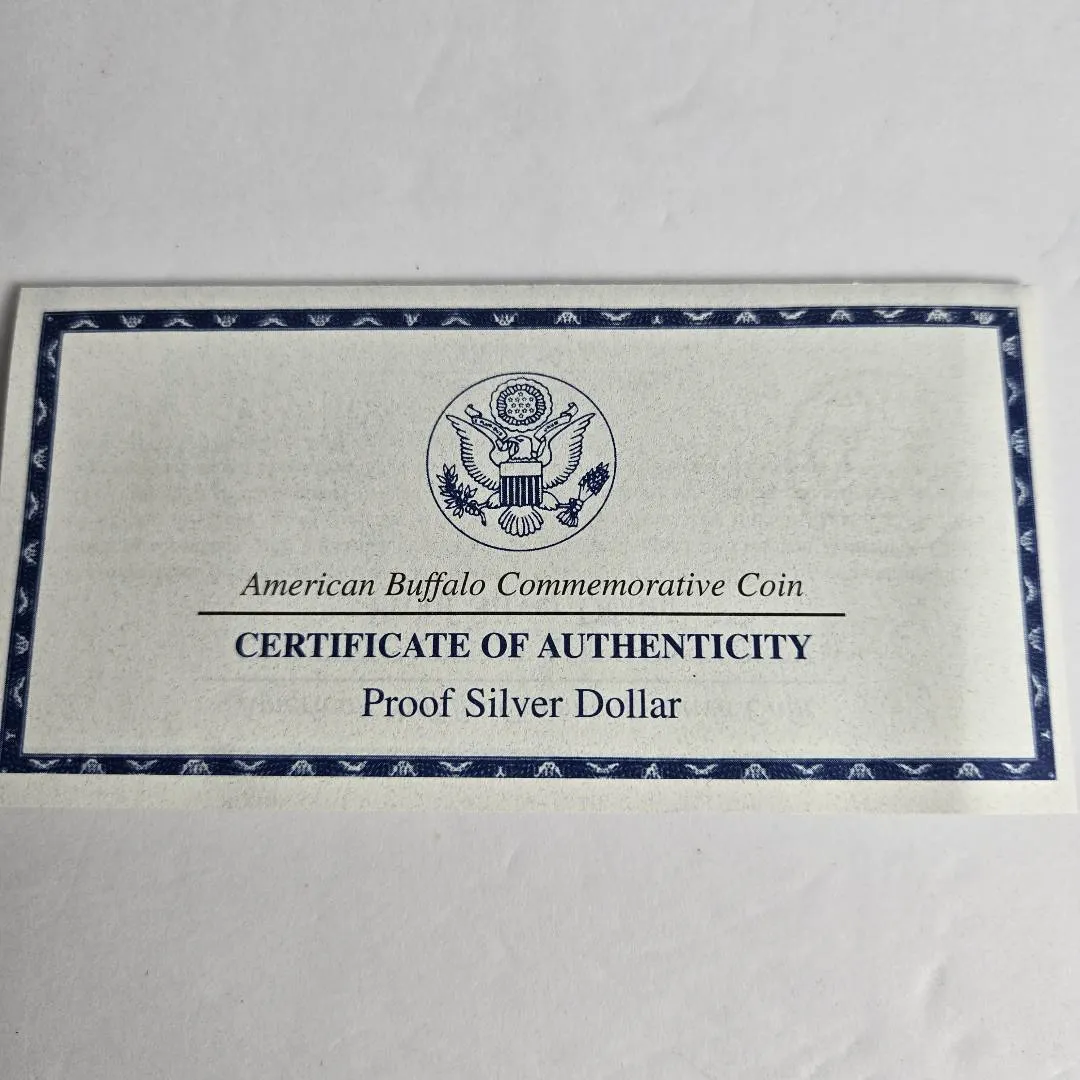 American Buffalo Commemorative Coin
CERTIFICATE OF AUTHENTICITY
Proof Silver Dollar